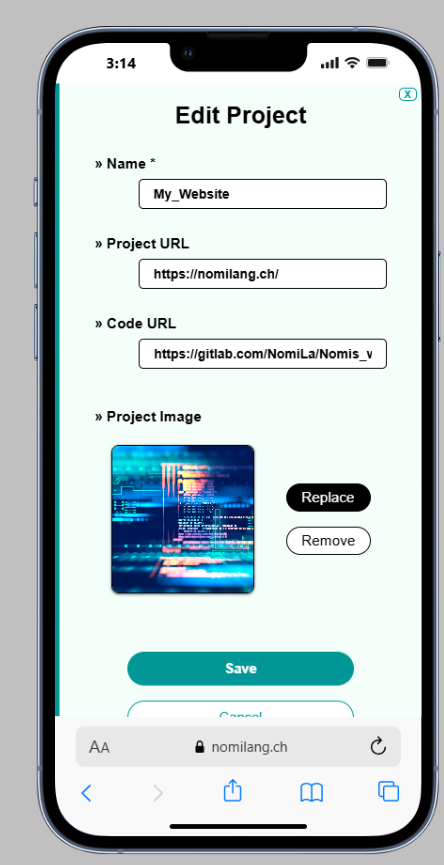 3:14
X
Edit Project
» Name *
My_Website
» Project URL
https://nomilang.ch/
» Code URL
https://gitlab.com/NomiLa/Nomis_v
» Project Image
Replace
Remove
Save
Cancel
AA
nomilang.ch